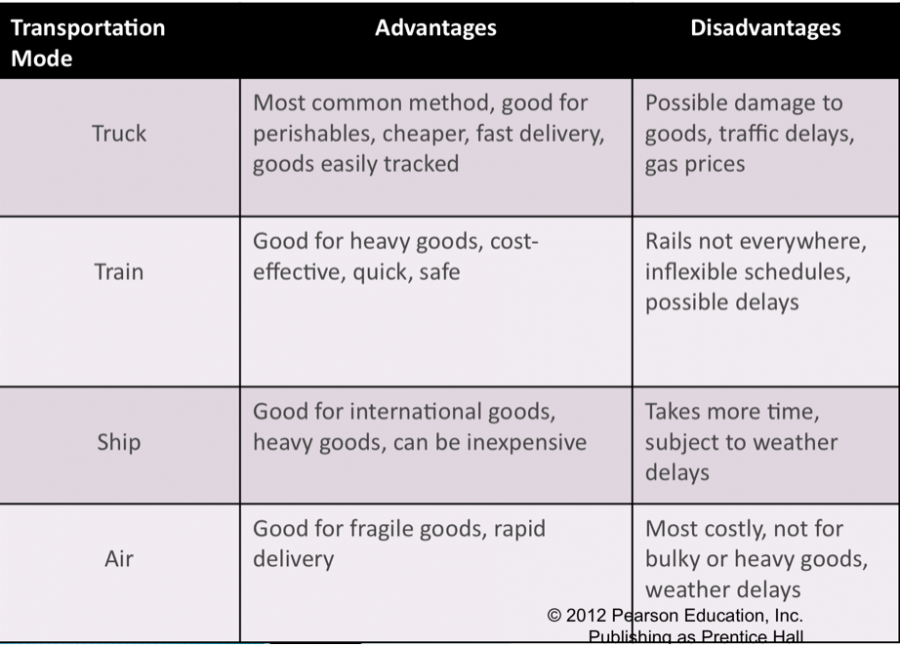 Transportation
Mode
Advantages
Disadvantages
Truck
Most common method, good for
perishables, cheaper, fast delivery,
goods easily tracked
Possible damage to
goods, traffic delays,
gas prices
Train
Good for heavy goods, cost-
effective, quick, safe
Rails not everywhere,
inflexible schedules,
possible delays
Ship
Good for international goods,
heavy goods, can be inexpensive
Takes more time,
subject to weather
delays
Air
Good for fragile goods, rapid
delivery
Most costly, not for
bulky or heavy goods,
weather delays
© 2012 Pearson Education, Inc.
Publishing as Prentice Hall